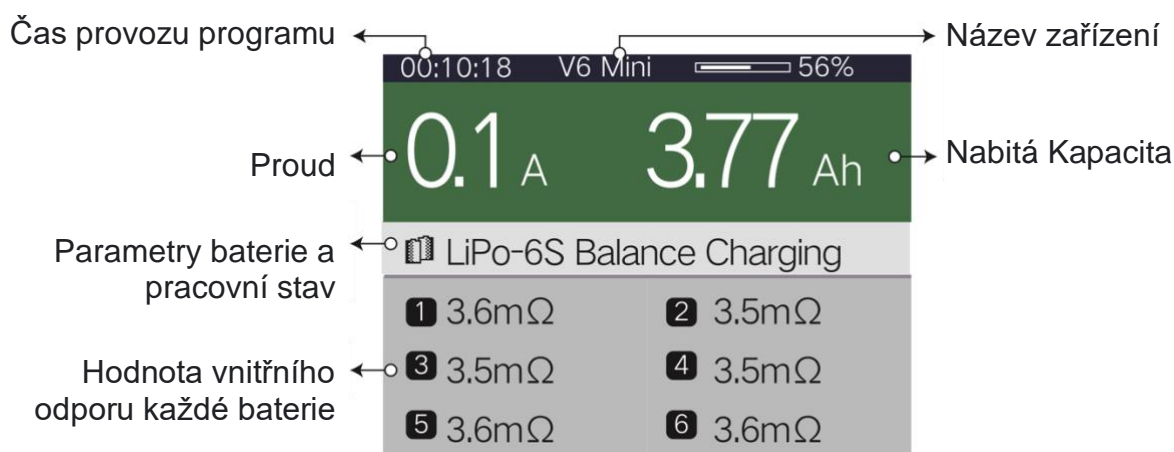 Čas provozu programu
Název zařízení
00:10:18 V6 Mini 56%
0.1 A 3.77 Ah
Proud
Nabitá Kapacita
Parametry baterie a
pracovní stav
LiPo-6S Balance Charging
1 3.6mΩ 2 3.5mΩ
3 3.5mΩ 4 3.5mΩ
Hodnota vnitřního
odporu každé baterie
5 3.6mΩ 6 3.6mΩ